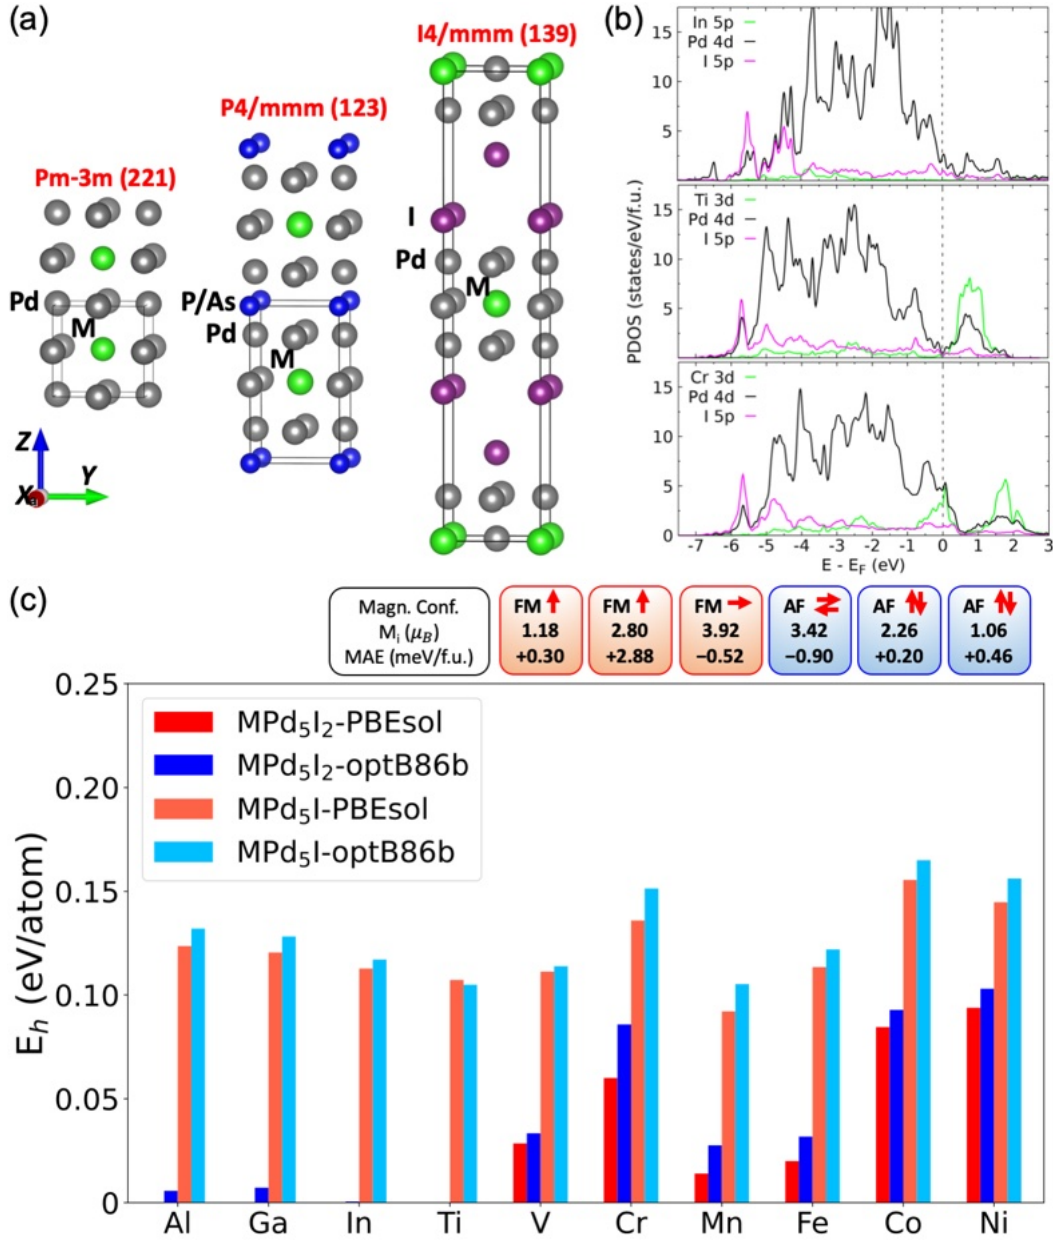 (a)
Pm-3m (221)
P4/mmm (123)
I4/mmm (139)
Pd
M
P/As
Pd
M
I
Pd
M
Z
Y
X
(b)
In 5p
Pd 4d
I 5p
15
10
5
Ti 3d
Pd 4d
I 5p
15
10
5
Cr 3d
Pd 4d
I 5p
15
10
5
0
PDOS (states/eV/f.u.)
-7 -6 -5 -4 -3 -2 -1 0 1 2 3
E - E_F (eV)
(c)
Magn. Conf.
M_i (μ_B)
MAE (meV/f.u.)
FM
1.18
+0.30
FM
2.80
+2.88
FM
3.92
−0.52
AF
3.42
−0.90
AF
2.26
+0.20
AF
1.06
+0.46
MPd₅I₂-PBEsol
MPd₅I₂-optB86b
MPd₅I-PBEsol
MPd₅I-optB86b
0.25
0.20
0.15
0.10
0.05
0
E_h (eV/atom)
Al Ga In Ti V Cr Mn Fe Co Ni